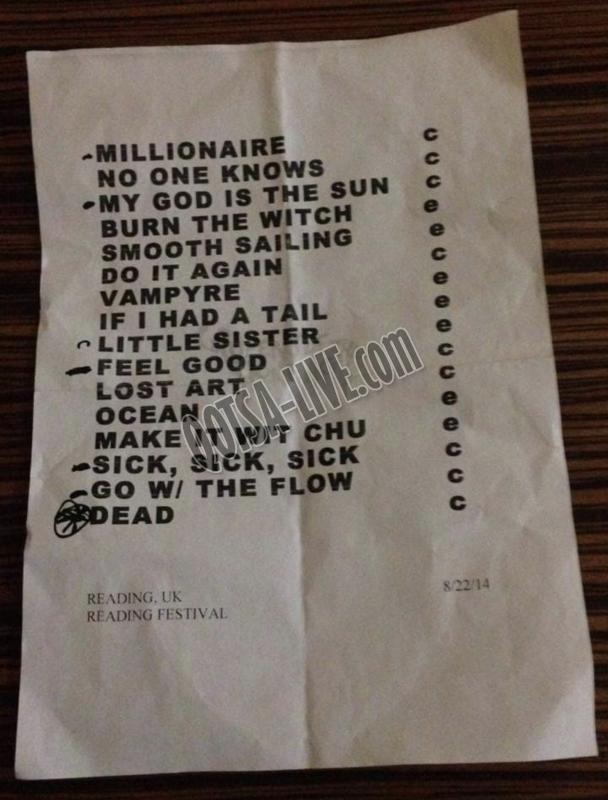 MILLIONAIRE c
NO ONE KNOWS c
MY GOD IS THE SUN c
BURN THE WITCH e
SMOOTH SAILING e
DO IT AGAIN c
VAMPYRE e
IF I HAD A TAIL e
LITTLE SISTER e
FEEL GOOD c
LOST ART c
OCEAN e
MAKE IT WIT CHU e
SICK, SICK, SICK c
GO W/ THE FLOW c
DEAD c
QOTSA-LIVE.com
READING, UK 8/22/14
READING FESTIVAL